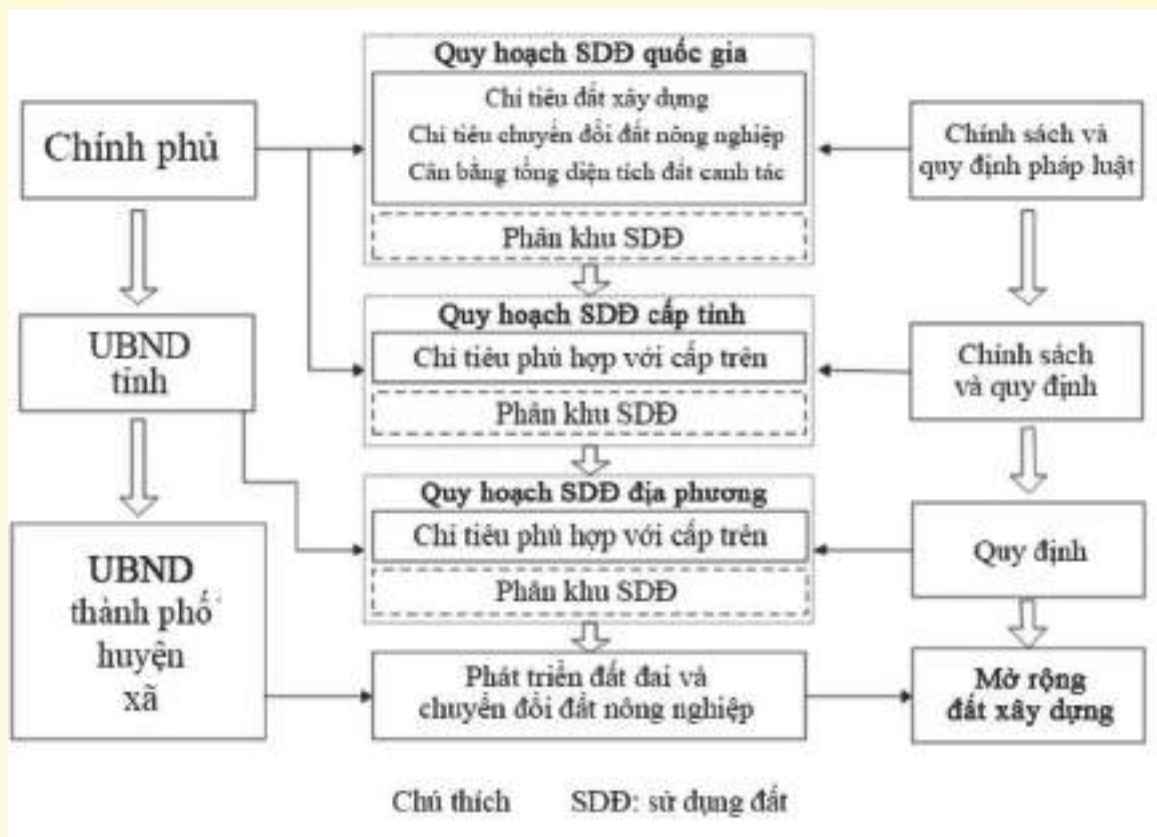 Quy hoạch SDĐ quốc gia
Chỉ tiêu đất xây dựng
Chỉ tiêu chuyển đổi đất nông nghiệp
Cân bằng tổng diện tích đất canh tác
Phân khu SDĐ
Chính phủ
Chính sách và
quy định pháp luật
Quy hoạch SDĐ cấp tỉnh
Chỉ tiêu phù hợp với cấp trên
Phân khu SDĐ
UBND
tỉnh
Chính sách
và quy định
Quy hoạch SDĐ địa phương
Chỉ tiêu phù hợp với cấp trên
Phân khu SDĐ
Quy định
UBND
thành phố
huyện
xã
Phát triển đất đai và
chuyển đổi đất nông nghiệp
Mở rộng
đất xây dựng
Chú thích SDĐ: sử dụng đất